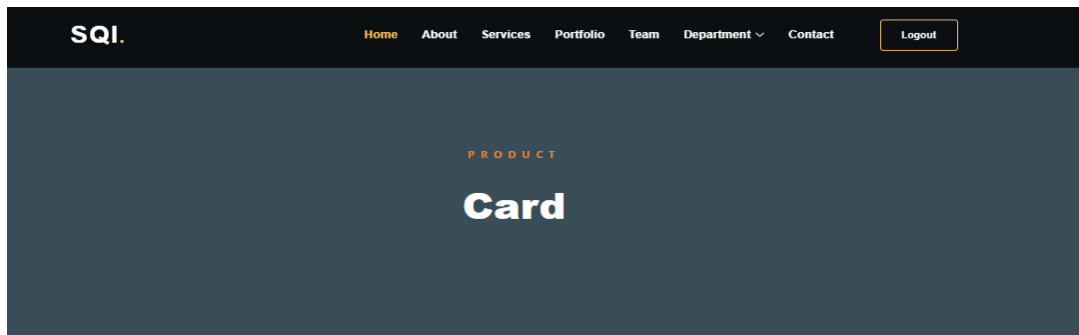 SQI. Home About Services Portfolio Team Department Contact Logout
PRODUCT
Card